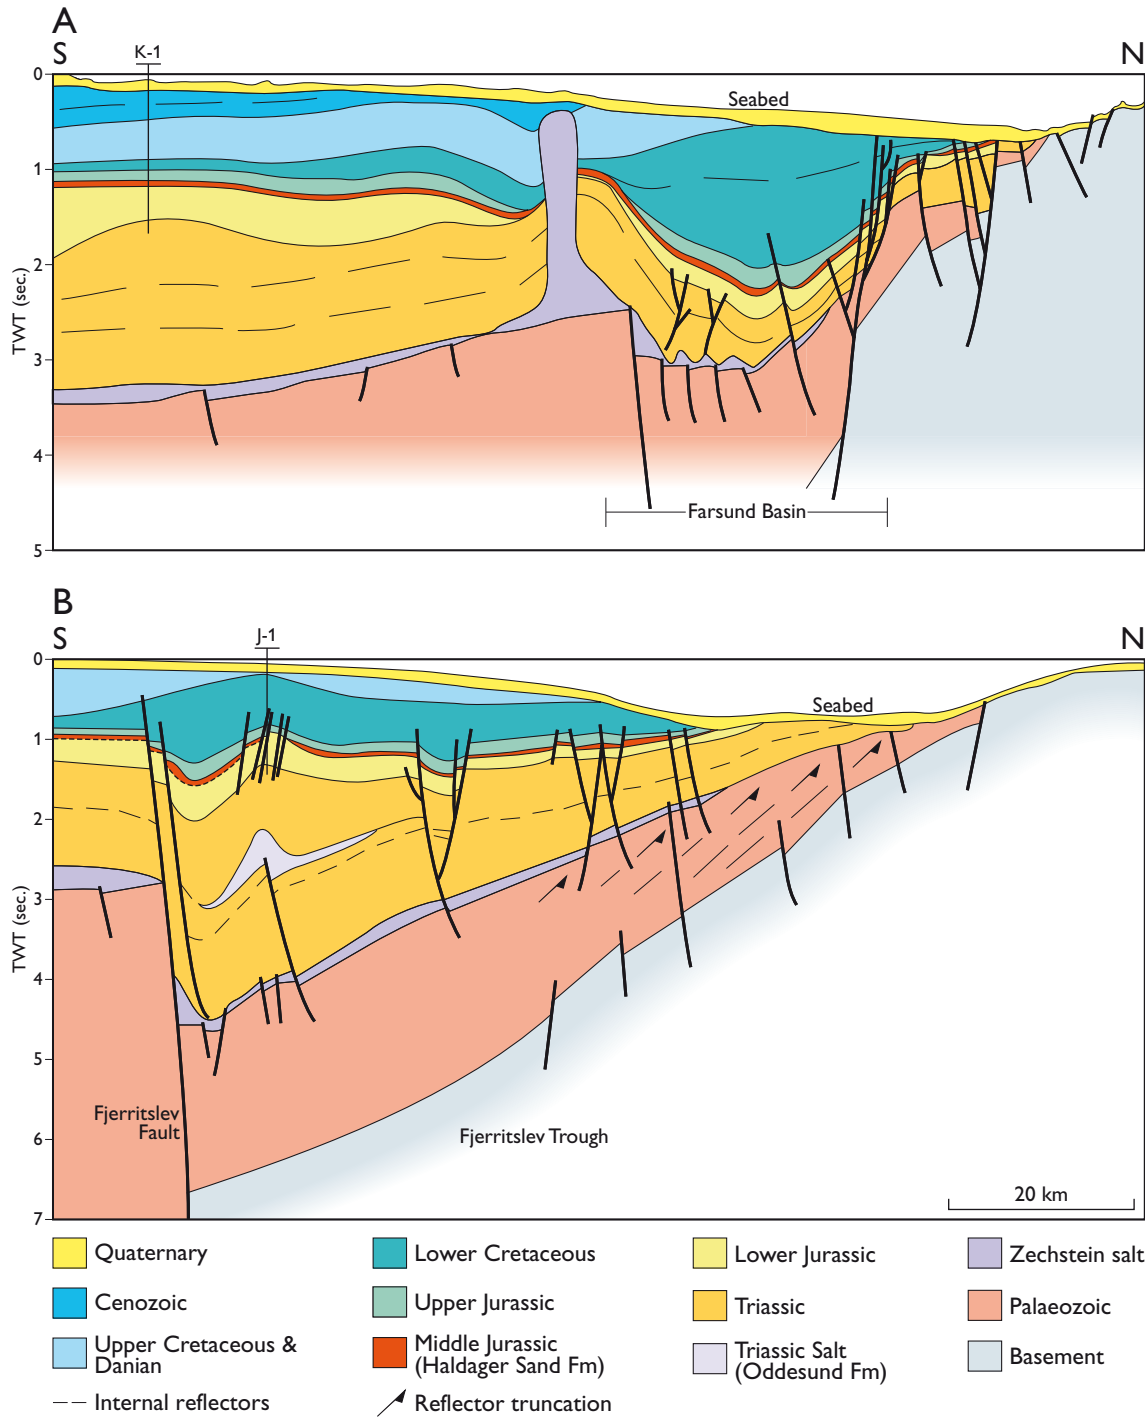 A
S
N
K-1
0
1
2
3
4
5
TWT (sec.)
Seabed
Farsund Basin
B
S
N
J-1
0
1
2
3
4
5
6
7
TWT (sec.)
Seabed
Fjerritslev
Fault
Fjerritslev Trough
20 km
Quaternary
Cenozoic
Upper Cretaceous &
Danian
Internal reflectors
Lower Cretaceous
Upper Jurassic
Middle Jurassic
(Haldager Sand Fm)
Reflector truncation
Lower Jurassic
Triassic
Triassic Salt
(Oddesund Fm)
Zechstein salt
Palaeozoic
Basement